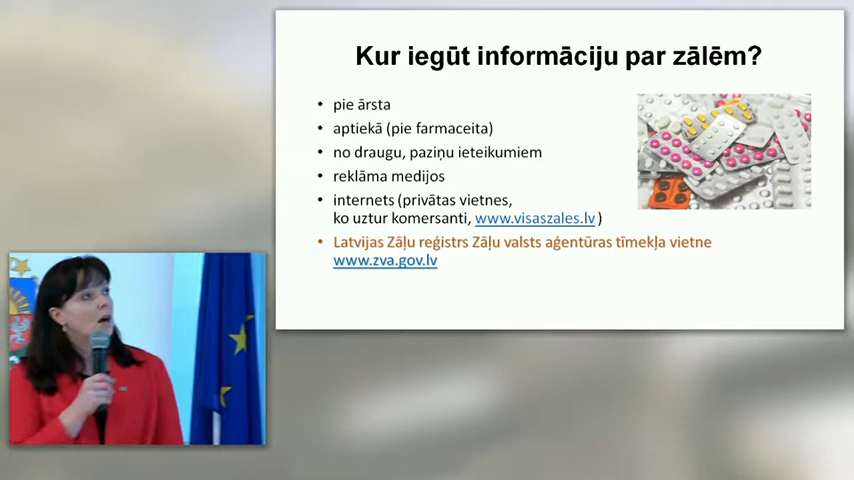 Kur iegūt informāciju par zālēm?
• pie ārsta
• aptiekā (pie farmaceita)
• no draugu, paziņu ieteikumiem
• reklāma medijos
• internets (privātas vietnes,
ko uztur komersanti, www.visaszales.lv)
• Latvijas Zāļu reģistrs Zāļu valsts aģentūras tīmekļa vietne
www.zva.gov.lv